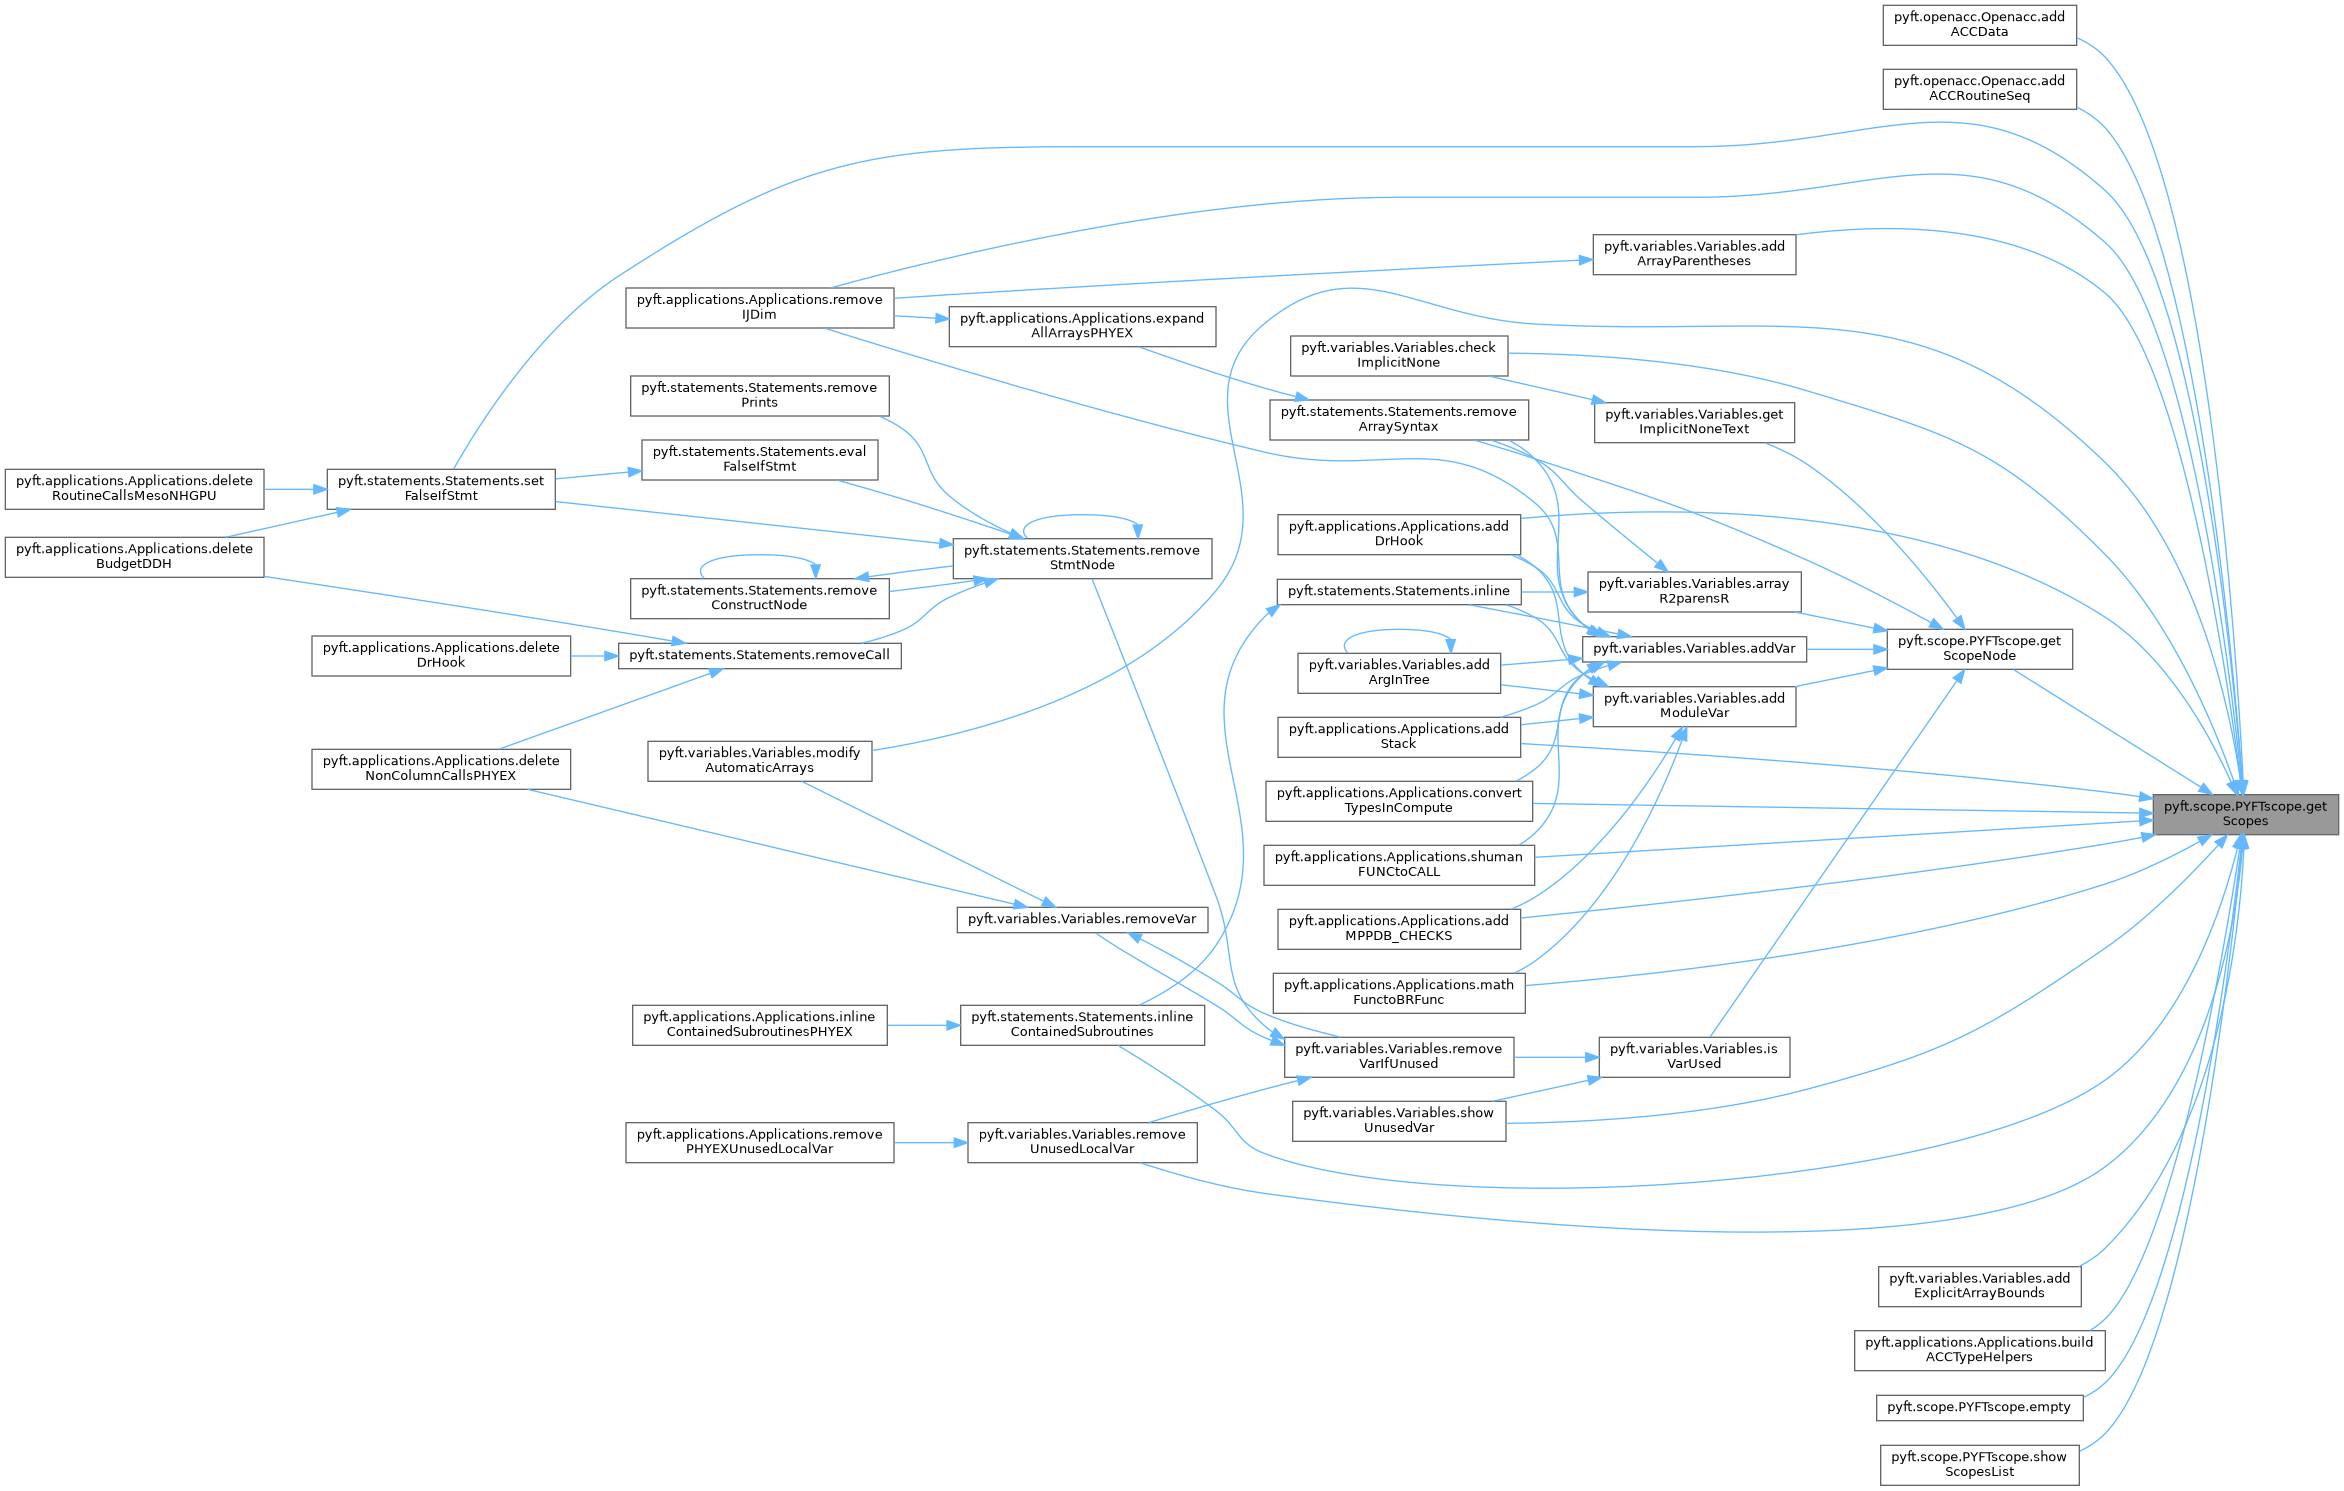 pyft.openacc.Openacc.add
ACCData
pyft.openacc.Openacc.add
ACCRoutineSeq
pyft.variables.Variables.add
ArrayParentheses
pyft.applications.Applications.remove
IJDim
pyft.applications.Applications.expand
AllArraysPHYEX
pyft.variables.Variables.check
ImplicitNone
pyft.statements.Statements.remove
Prints
pyft.statements.Statements.remove
ArraySyntax
pyft.variables.Variables.get
ImplicitNoneText
pyft.statements.Statements.eval
FalseIfStmt
pyft.applications.Applications.delete
RoutineCallsMesoNHGPU
pyft.statements.Statements.set
FalseIfStmt
pyft.applications.Applications.add
DrHook
pyft.applications.Applications.delete
BudgetDDH
pyft.statements.Statements.remove
StmtNode
pyft.statements.Statements.remove
ConstructNode
pyft.statements.Statements.inline
pyft.variables.Variables.array
R2parensR
pyft.applications.Applications.delete
DrHook
pyft.statements.Statements.removeCall
pyft.variables.Variables.addVar
pyft.scope.PYFTscope.get
ScopeNode
pyft.variables.Variables.add
ArgInTree
pyft.variables.Variables.add
ModuleVar
pyft.applications.Applications.add
Stack
pyft.applications.Applications.delete
NonColumnCallsPHYEX
pyft.variables.Variables.modify
AutomaticArrays
pyft.applications.Applications.convert
TypesInCompute
pyft.scope.PYFTscope.get
Scopes
pyft.applications.Applications.shuman
FUNCtoCALL
pyft.variables.Variables.removeVar
pyft.applications.Applications.add
MPPDB_CHECKS
pyft.applications.Applications.math
FunctoBRFunc
pyft.applications.Applications.inline
ContainedSubroutinesPHYEX
pyft.statements.Statements.inline
ContainedSubroutines
pyft.variables.Variables.remove
VarIfUnused
pyft.variables.Variables.is
VarUsed
pyft.variables.Variables.show
UnusedVar
pyft.applications.Applications.remove
PHYEXUnusedLocalVar
pyft.variables.Variables.remove
UnusedLocalVar
pyft.variables.Variables.add
ExplicitArrayBounds
pyft.applications.Applications.build
ACCTypeHelpers
pyft.scope.PYFTscope.empty
pyft.scope.PYFTscope.show
ScopesList